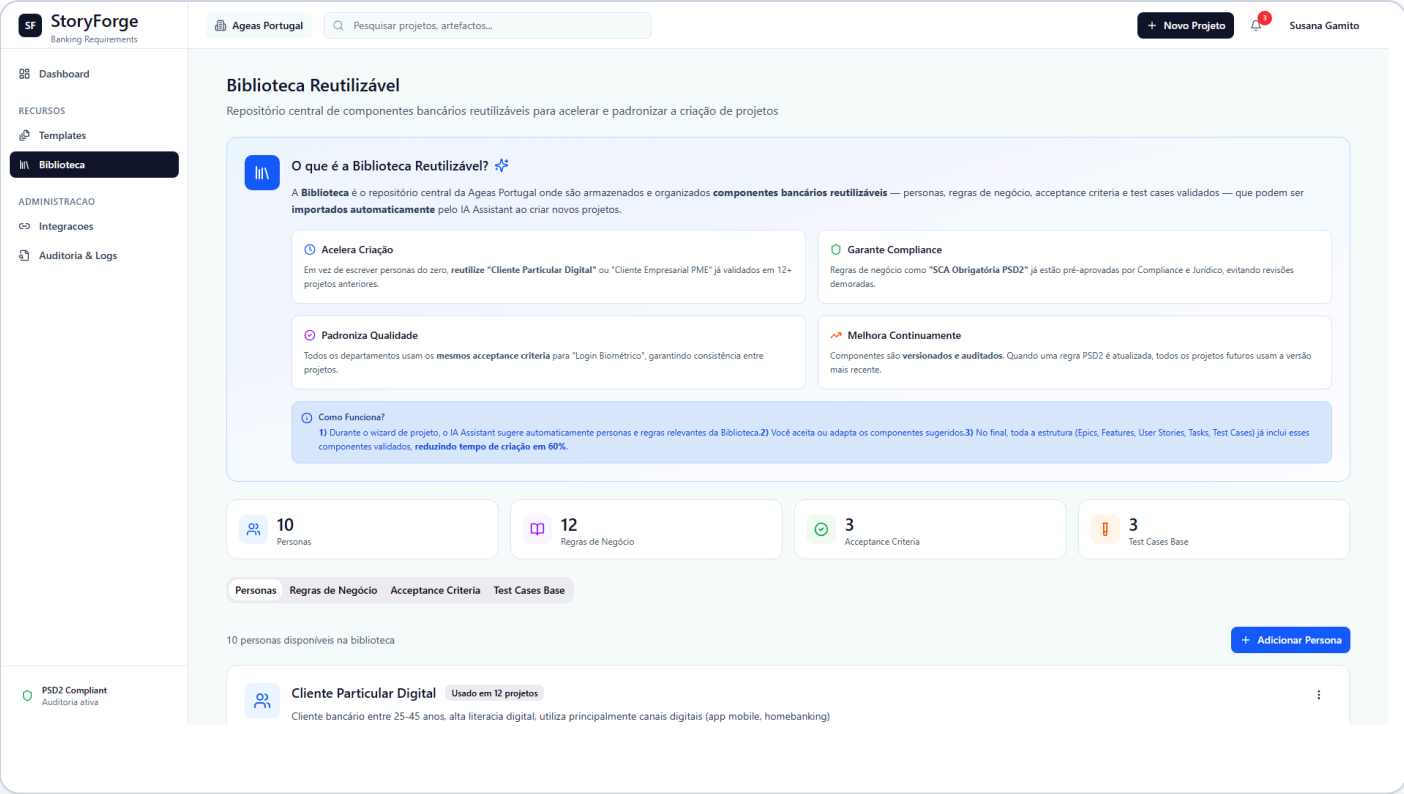 SF
StoryForge
Banking Requirements
Ageas Portugal
Pesquisar projetos, artefactos...
+ Novo Projeto
3
Susana Gamito
Dashboard
RECURSOS
Templates
Biblioteca
ADMINISTRACAO
Integracoes
Auditoria & Logs
PSD2 Compliant
Auditoria ativa
Biblioteca Reutilizável
Repositório central de componentes bancários reutilizáveis para acelerar e padronizar a criação de projetos
O que é a Biblioteca Reutilizável?
A Biblioteca é o repositório central da Ageas Portugal onde são armazenados e organizados componentes bancários reutilizáveis — personas, regras de negócio, acceptance criteria e test cases validados — que podem ser
importados automaticamente pelo IA Assistant ao criar novos projetos.
Acelera Criação
Em vez de escrever personas do zero, reutilize "Cliente Particular Digital" ou "Cliente Empresarial PME" já validados em 12+
projetos anteriores.
Garante Compliance
Regras de negócio como "SCA Obrigatória PSD2" já estão pré-aprovadas por Compliance e Jurídico, evitando revisões
demoradas.
Padroniza Qualidade
Todos os departamentos usam os mesmos acceptance criteria para "Login Biométrico", garantindo consistência entre
projetos.
Melhora Continuamente
Componentes são versionados e auditados. Quando uma regra PSD2 é atualizada, todos os projetos futuros usam a versão
mais recente.
Como Funciona?
1) Durante o wizard de projeto, o IA Assistant sugere automaticamente personas e regras relevantes da Biblioteca.2) Você aceita ou adapta os componentes sugeridos.3) No final, toda a estrutura (Epics, Features, User Stories, Tasks, Test Cases) já inclui esses
componentes validados, reduzindo tempo de criação em 60%.
10
Personas
12
Regras de Negócio
3
Acceptance Criteria
3
Test Cases Base
Personas Regras de Negócio Acceptance Criteria Test Cases Base
10 personas disponíveis na biblioteca
+ Adicionar Persona
Cliente Particular Digital Usado em 12 projetos
Cliente bancário entre 25-45 anos, alta literacia digital, utiliza principalmente canais digitais (app mobile, homebanking)